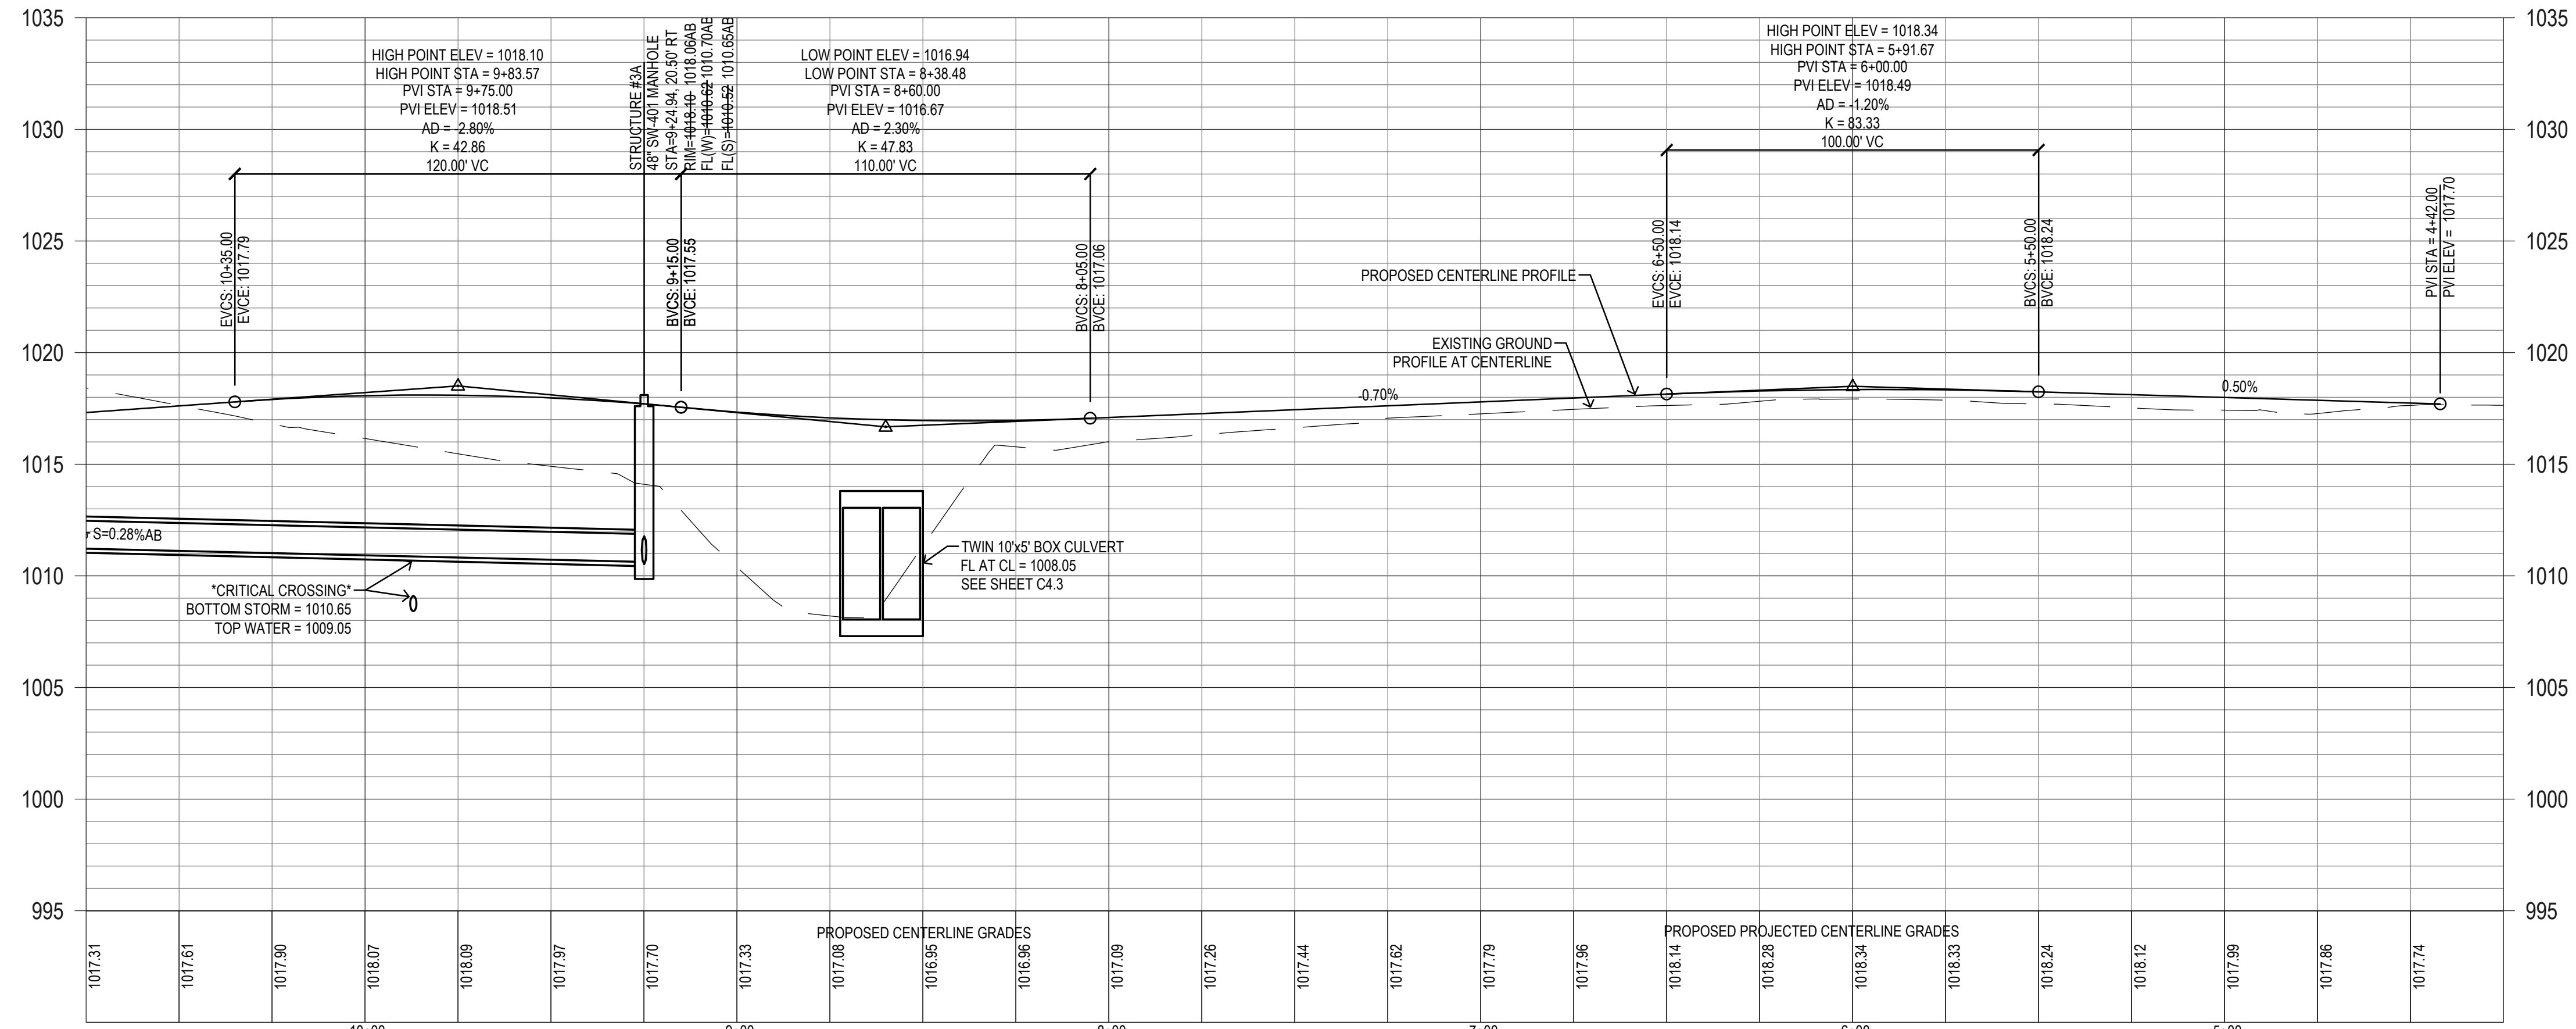 1035
1030
1025
1020
1015
1010
1005
1000
995
HIGH POINT ELEV = 1018.10
HIGH POINT STA = 9+83.57
PVI STA = 9+75.00
PVI ELEV = 1018.51
AD = -2.80%
K = 42.86
120.00' VC
STRUCTURE #3A
48" SW-401 MANHOLE
STA=9+24.94, 20.50' RT
RIM=1018.10 1018.06AB
FL(W)=1010.62 1010.70AB
FL(S)=1010.52 1010.65AB
LOW POINT ELEV = 1016.94
LOW POINT STA = 8+38.48
PVI STA = 8+60.00
PVI ELEV = 1016.67
AD = 2.30%
K = 47.83
110.00' VC
HIGH POINT ELEV = 1018.34
HIGH POINT STA = 5+91.67
PVI STA = 6+00.00
PVI ELEV = 1018.49
AD = -1.20%
K = 83.33
100.00' VC
EVCS: 10+35.00
EVCE: 1017.79
BVCS: 9+15.00
BVCE: 1017.55
BVCS: 8+05.00
BVCE: 1017.06
EVCS: 6+50.00
EVCE: 1018.14
BVCS: 5+50.00
BVCE: 1018.24
PVI STA = 4+42.00
PVI ELEV = 1017.70
PROPOSED CENTERLINE PROFILE
EXISTING GROUND
PROFILE AT CENTERLINE
-0.70%
0.50%
S=0.28%AB
*CRITICAL CROSSING*
BOTTOM STORM = 1010.65
TOP WATER = 1009.05
TWIN 10'x5' BOX CULVERT
FL AT CL = 1008.05
SEE SHEET C4.3
1035
1030
1025
1020
1015
1010
1005
1000
995
PROPOSED CENTERLINE GRADES
PROPOSED PROJECTED CENTERLINE GRADES
1017.31
1017.61
1017.90
1018.07
1018.09
1017.97
1017.70
1017.33
1017.08
1016.95
1016.96
1017.09
1017.26
1017.44
1017.62
1017.79
1017.96
1018.14
1018.28
1018.34
1018.33
1018.24
1018.12
1017.99
1017.86
1017.74